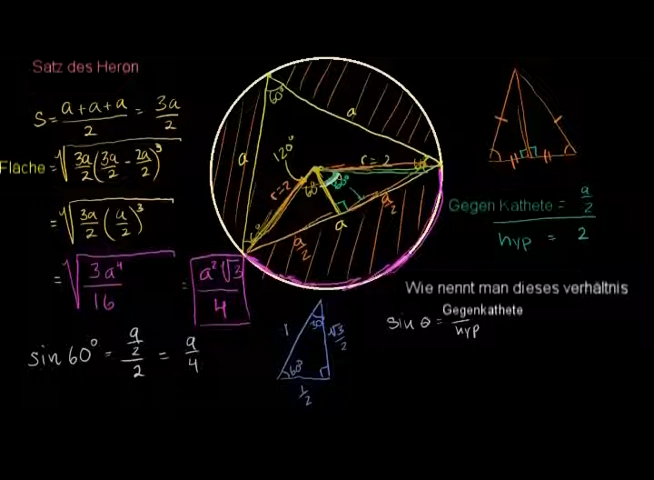 Satz des Heron
S = (a+a+a)/2 = 3a/2
Fläche = √(3a/2 (3a/2 - 2a/2)³)
= √(3a/2 (a/2)³)
= √(3a⁴/16) = a²√3/4
sin 60° = (a/2)/2 = a/4
60°
a
a
120°
r=2
r=2
60°
60°
a/2
a/2
a
1
30°
√3/2
60°
1/2
Gegen Kathete = a/2
hyp = 2
Wie nennt man dieses verhältnis
sin θ = Gegenkathete/hyp